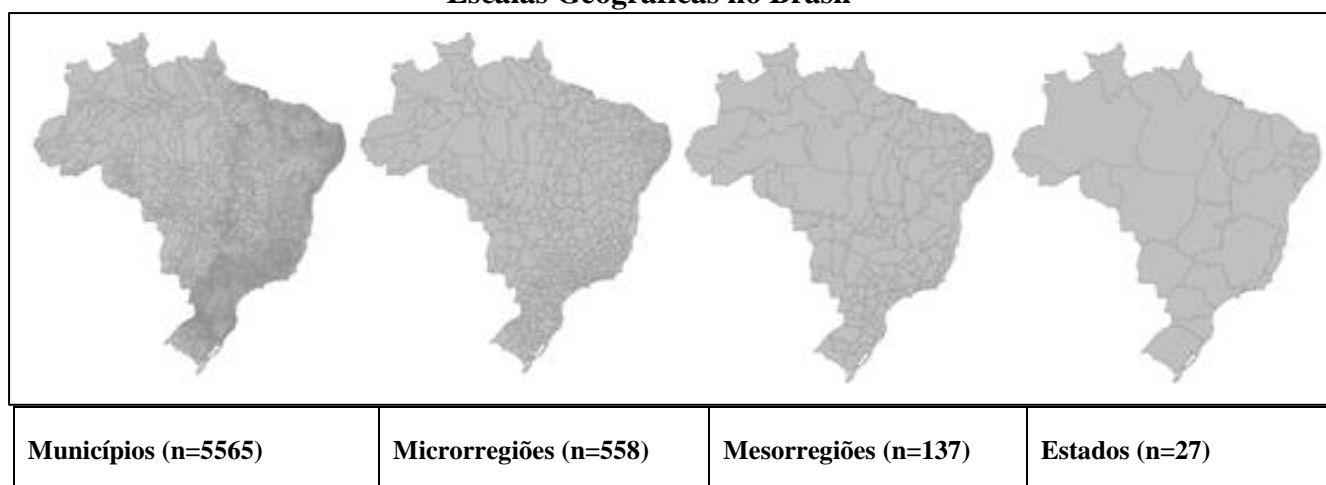 Escalas Geográficas no Brasil
Municípios (n=5565)
Microrregiões (n=558)
Mesorregiões (n=137)
Estados (n=27)